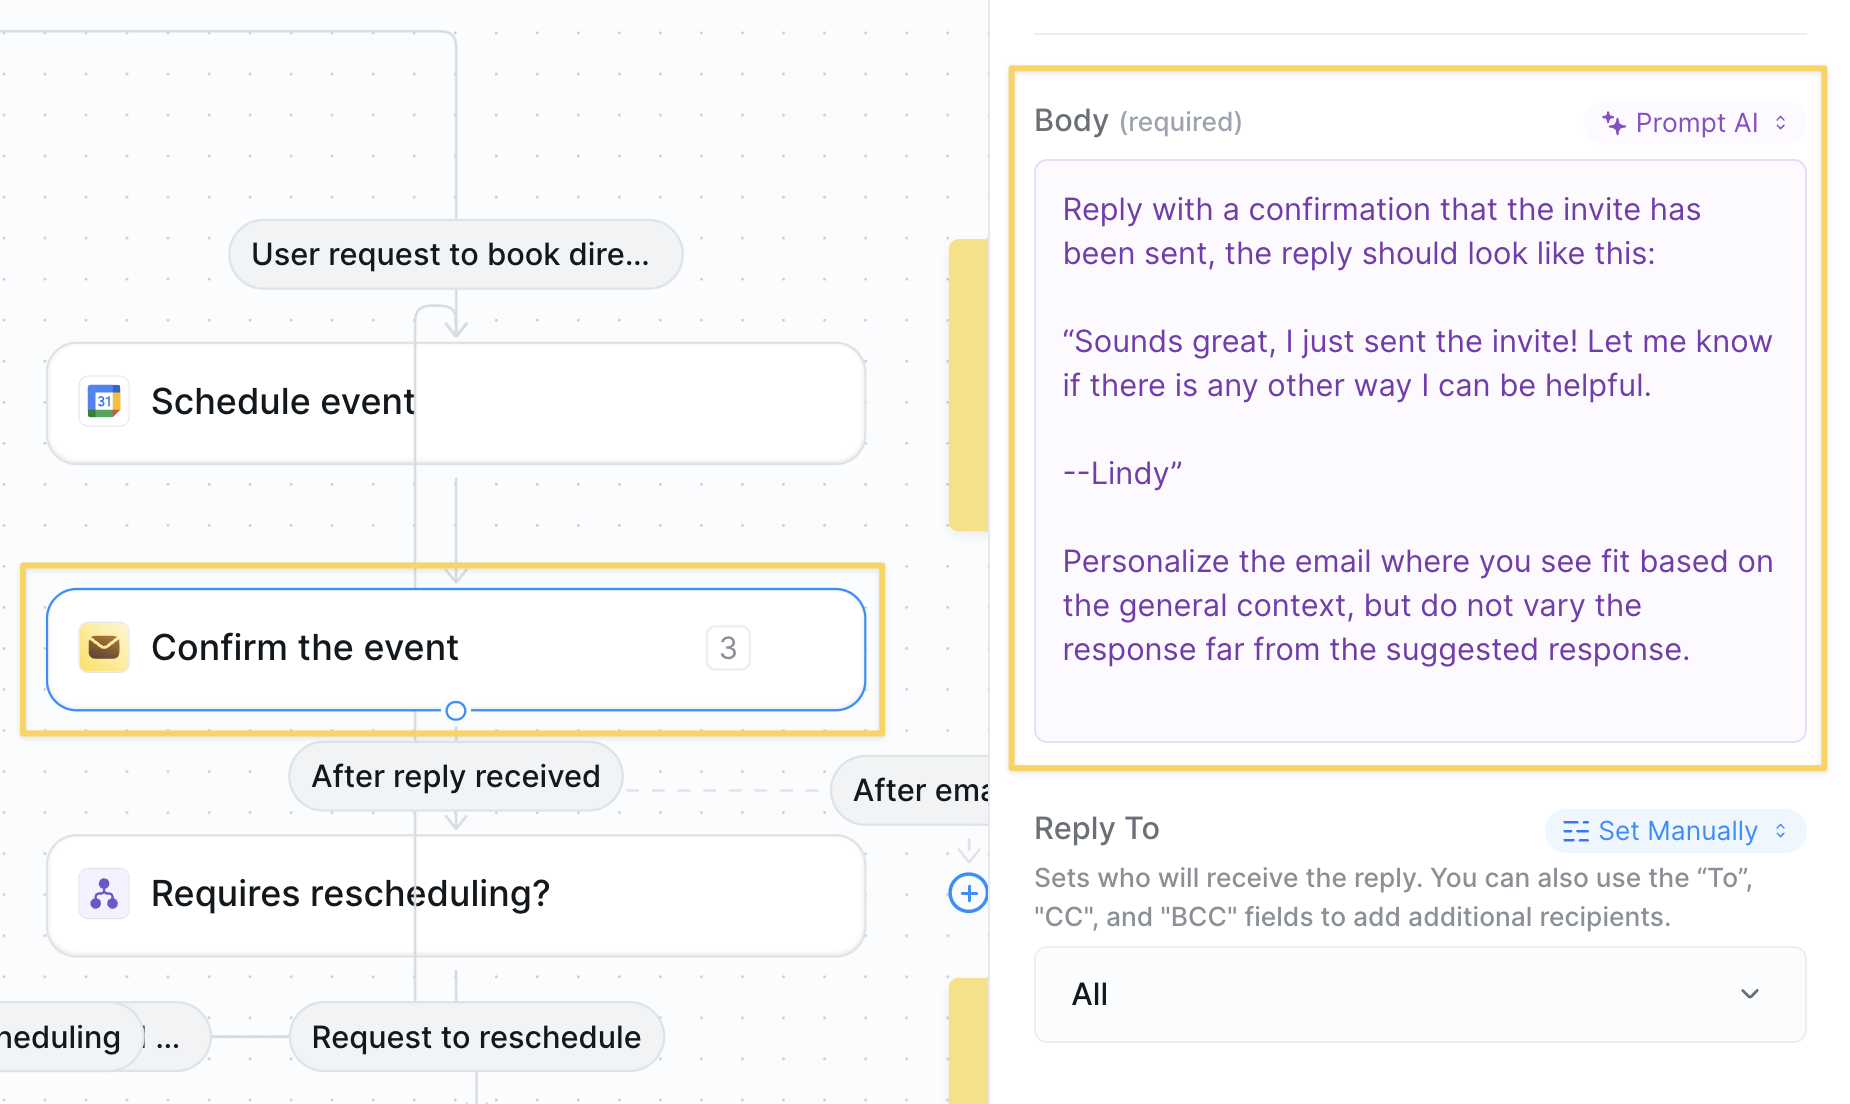 User request to book dire...
31
Schedule event
Confirm the event
3
After reply received
After ema
Requires rescheduling?
heduling
...
Request to reschedule
Body (required)
Prompt AI
Reply with a confirmation that the invite has
been sent, the reply should look like this:
“Sounds great, I just sent the invite! Let me know
if there is any other way I can be helpful.
--Lindy”
Personalize the email where you see fit based on
the general context, but do not vary the
response far from the suggested response.
Reply To
Set Manually
Sets who will receive the reply. You can also use the “To”,
"CC", and "BCC" fields to add additional recipients.
All